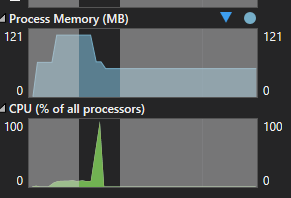 Process Memory (MB)
121 121
0 0
CPU (% of all processors)
100 100
0 0